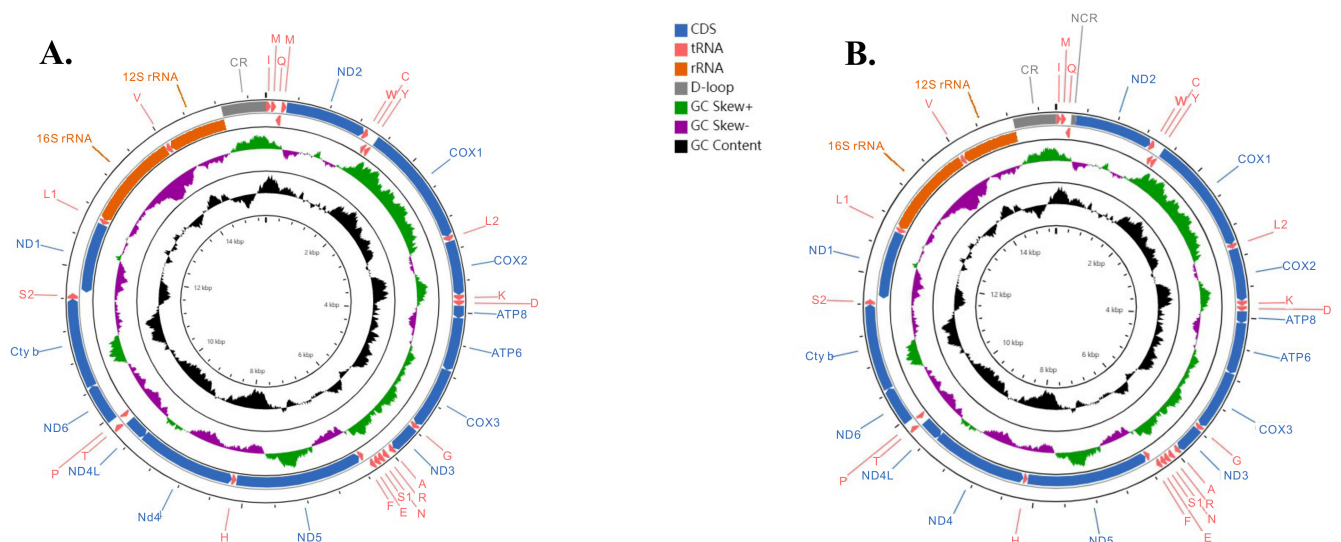 A.
M M
I Q
CR
ND2
C
W Y
12S rRNA
V
16S rRNA
COX1
L1
L2
ND1
COX2
S2
K
D
ATP8
Cty b
ATP6
ND6
COX3
P
T
ND4L
G
ND3
A
S1 R
F E N
Nd4
H
ND5
14 kbp
2 kbp
12 kbp
4 kbp
10 kbp
6 kbp
8 kbp
CDS
tRNA
rRNA
D-loop
GC Skew+
GC Skew-
GC Content
B.
NCR
M
I Q
CR
ND2
C
W Y
12S rRNA
V
16S rRNA
COX1
L1
L2
ND1
COX2
S2
K
D
ATP8
Cty b
ATP6
ND6
COX3
P
T
ND4L
G
ND3
A
S1 R
F N
E
ND4
H
ND5
14 kbp
2 kbp
12 kbp
4 kbp
10 kbp
6 kbp
8 kbp